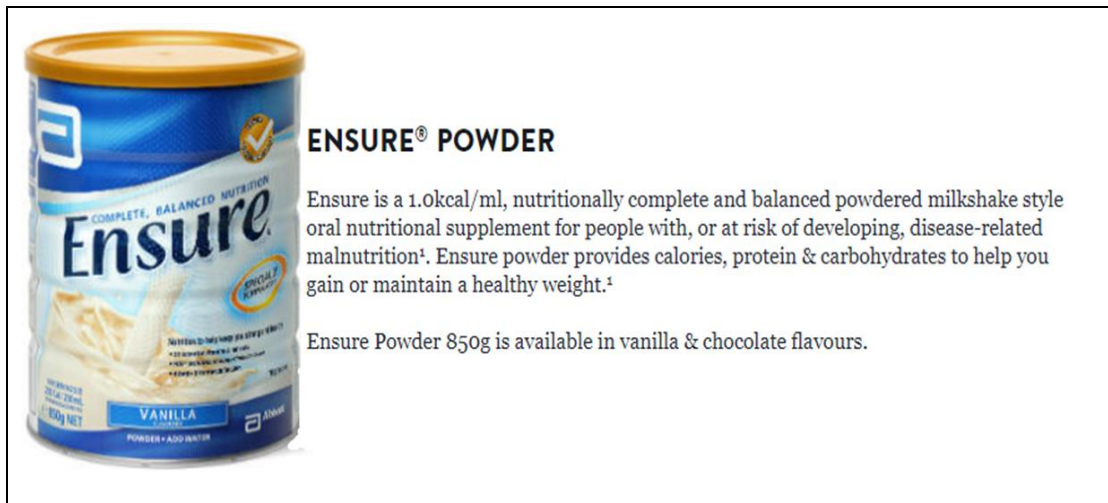 COMPLETE, BALANCED NUTRITION
Ensure
SPECIALLY
FORMULATED
850g NET
VANILLA
POWDER • ADD WATER
Abbott
ENSURE® POWDER
Ensure is a 1.0kcal/ml, nutritionally complete and balanced powdered milkshake style
oral nutritional supplement for people with, or at risk of developing, disease-related
malnutrition¹. Ensure powder provides calories, protein & carbohydrates to help you
gain or maintain a healthy weight.¹
Ensure Powder 850g is available in vanilla & chocolate flavours.